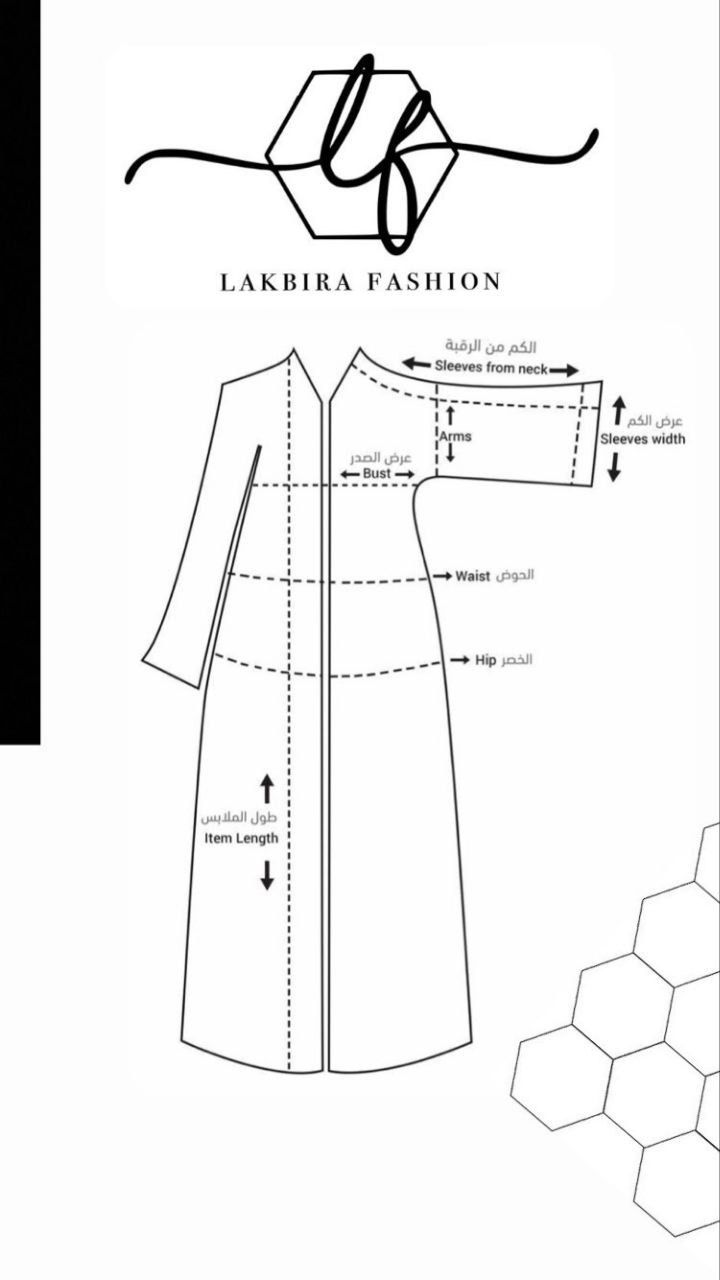 lf
LAKBIRA FASHION
الكم من الرقبة
Sleeves from neck
عرض الكم
Sleeves width
Arms
عرض الصدر
Bust
Waist الحوض
Hip الخصر
طول الملابس
Item Length